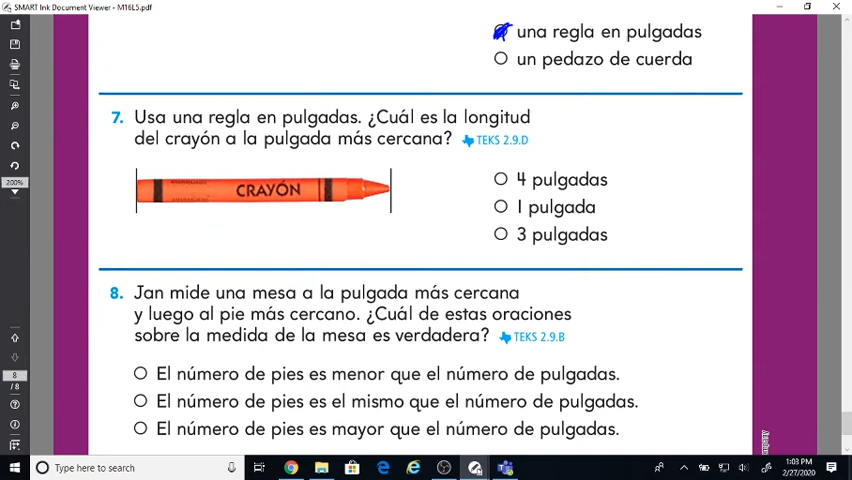 SMART Ink Document Viewer - M16L5.pdf
una regla en pulgadas
un pedazo de cuerda
7. Usa una regla en pulgadas. ¿Cuál es la longitud
del crayón a la pulgada más cercana? TEKS 2.9.D
CRAYÓN
4 pulgadas
1 pulgada
3 pulgadas
8. Jan mide una mesa a la pulgada más cercana
y luego al pie más cercano. ¿Cuál de estas oraciones
sobre la medida de la mesa es verdadera? TEKS 2.9.B
El número de pies es menor que el número de pulgadas.
El número de pies es el mismo que el número de pulgadas.
El número de pies es mayor que el número de pulgadas.
200%
8
/ 8
Type here to search
1:03 PM
2/27/2020